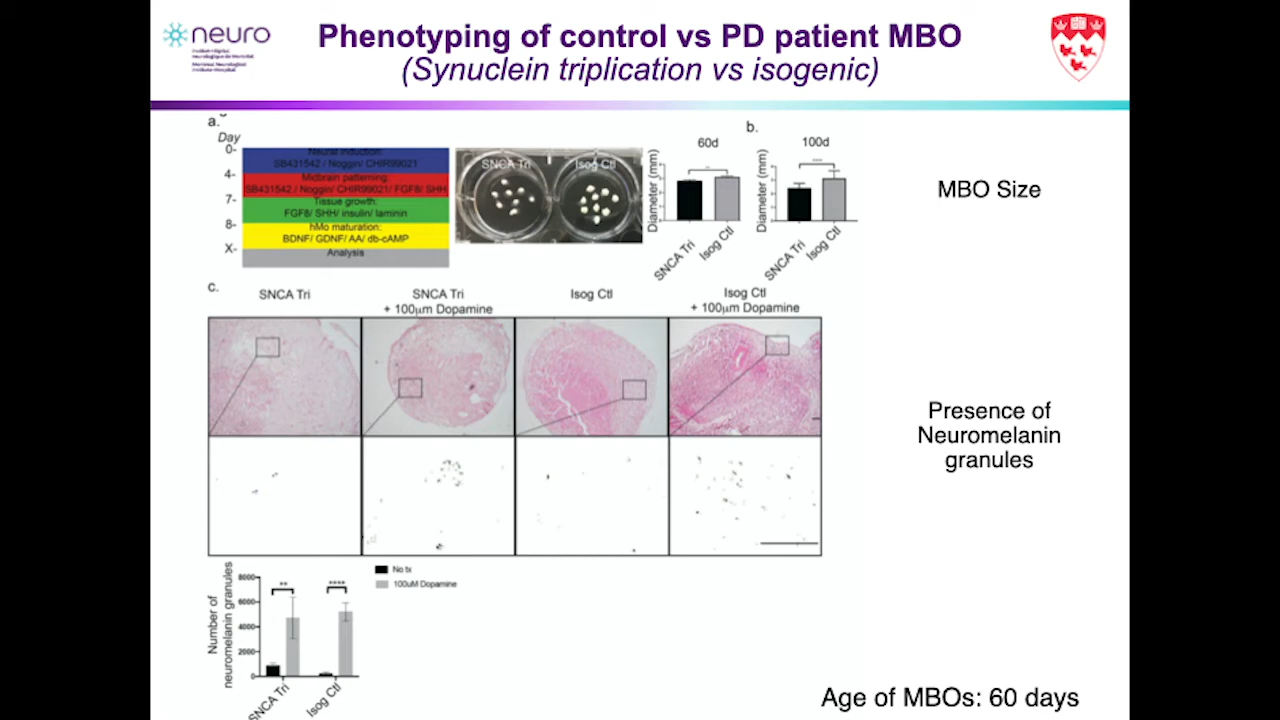 neuro
Phenotyping of control vs PD patient MBO
(Synuclein triplication vs isogenic)
a.
Day
0-
4-
7-
8-
X-
Neural induction:
SB431542 / Noggin/ CHIR99021
Midbrain patterning:
SB431542 / Noggin/ CHIR99021/ FGF8/ SHH
Tissue growth:
FGF8/ SHH/ insulin/ laminin
hMo maturation:
BDNF/ GDNF/ AA/ db-cAMP
Analysis
SNCA Tri
Isog Ctl
60d
Diameter (mm)
SNCA Tri
Isog Ctl
b.
100d
Diameter (mm)
SNCA Tri
Isog Ctl
MBO Size
c.
SNCA Tri
SNCA Tri
+ 100µm Dopamine
Isog Ctl
Isog Ctl
+ 100µm Dopamine
Presence of
Neuromelanin
granules
Number of
neuromelanin granules
8000
6000
4000
2000
0
**
****
SNCA Tri
Isog Ctl
No tx
100uM Dopamine
Age of MBOs: 60 days